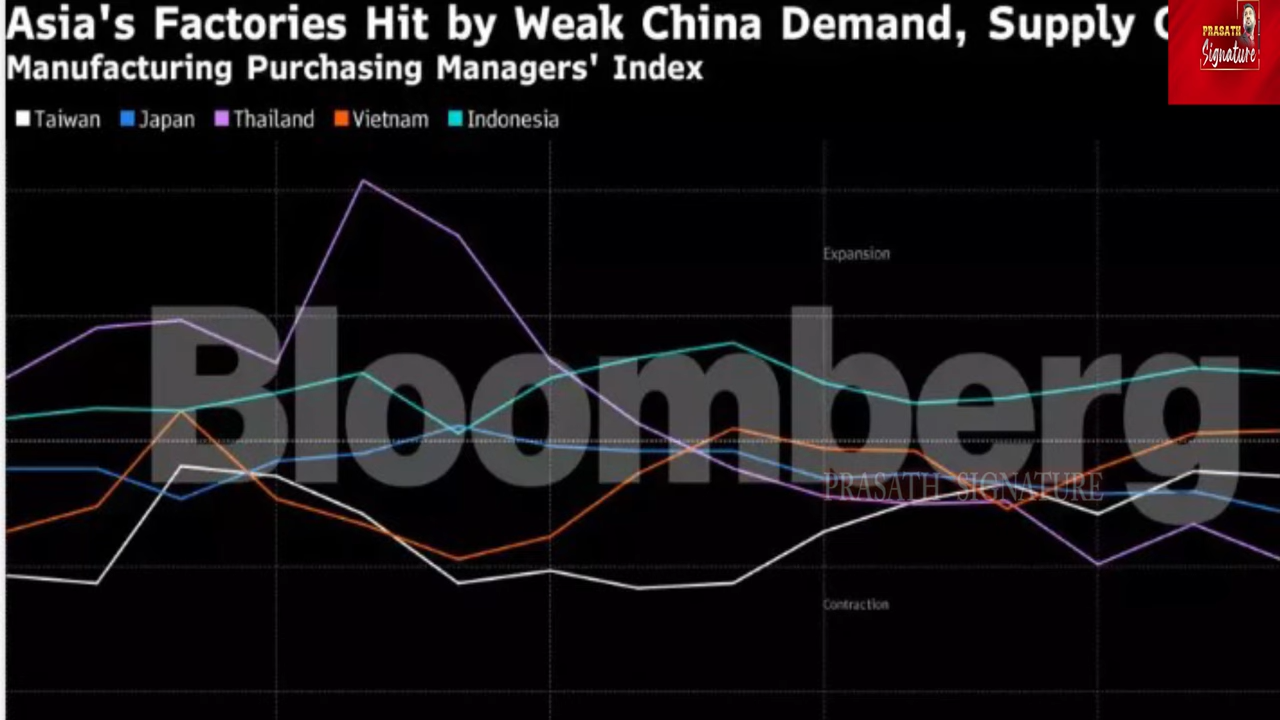 Asia's Factories Hit by Weak China Demand, Supply
Manufacturing Purchasing Managers' Index
PRASATH
Signature
Taiwan Japan Thailand Vietnam Indonesia
Expansion
Bloomberg
PRASATH SIGNATURE
Contraction